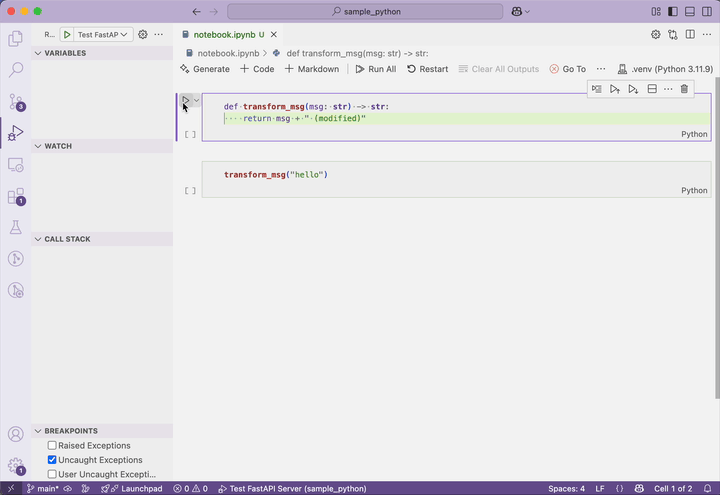 sample_python
R... Test FastAP
notebook.ipynb U
VARIABLES
notebook.ipynb > def transform_msg(msg: str) -> str:
Generate + Code + Markdown Run All Restart Clear All Outputs Go To ... .venv (Python 3.11.9)
def transform_msg(msg: str) -> str:
return msg + " (modified)"
[ ] Python
WATCH
transform_msg("hello")
[ ] Python
CALL STACK
BREAKPOINTS
Raised Exceptions
Uncaught Exceptions
User Uncaught Excepti...
3
1
1
main* Launchpad 0 0 Test FastAPI Server (sample_python) Spaces: 4 LF {} Cell 1 of 2